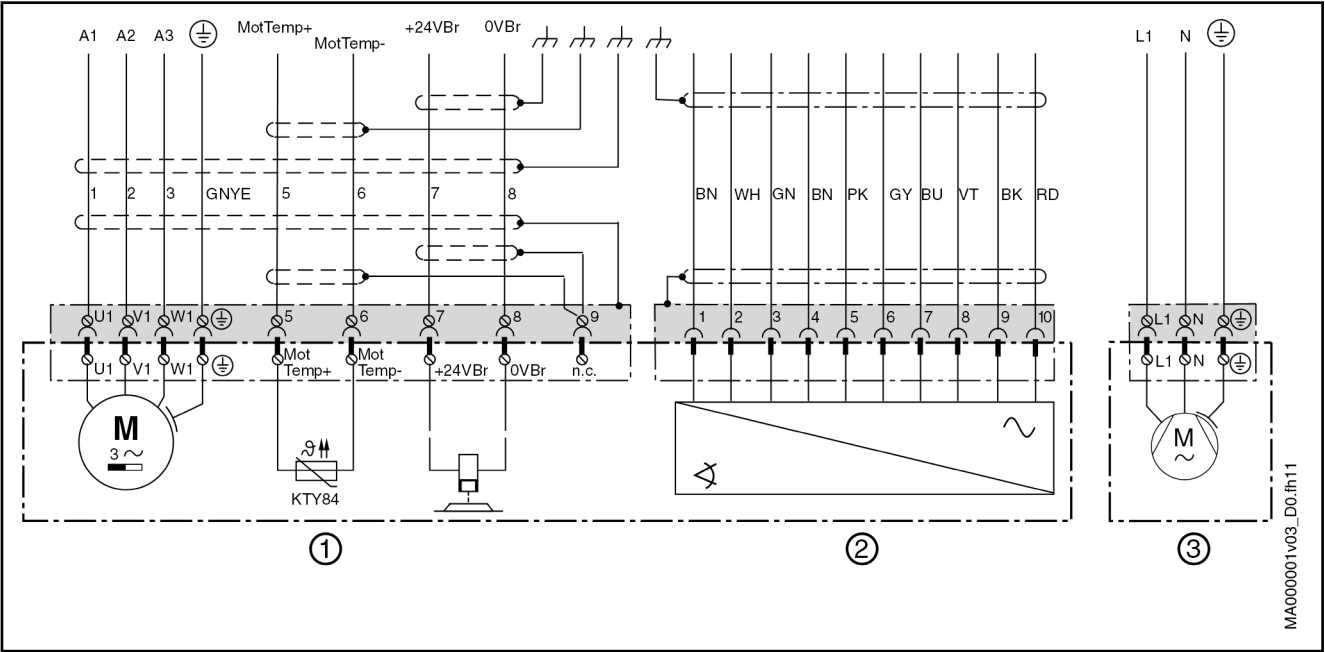 A1 A2 A3 MotTemp+ MotTemp- +24VBr 0VBr L1 N
1 2 3 GNYE 5 6 7 8 BN WH GN BN PK GY BU VT BK RD
U1 V1 W1 5 6 7 8 9 1 2 3 4 5 6 7 8 9 10 L1 N
U1 V1 W1 Mot Temp+ Mot Temp- +24VBr 0VBr n.c. L1 N
M
3
ϑ
KTY84
M
1 2 3
MA000001v03_D0.fh11